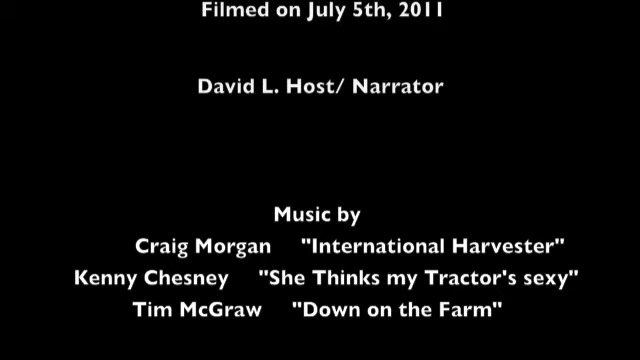 Filmed on July 5th, 2011
David L. Host/ Narrator
Music by
Craig Morgan "International Harvester"
Kenny Chesney "She Thinks my Tractor's sexy"
Tim McGraw "Down on the Farm"